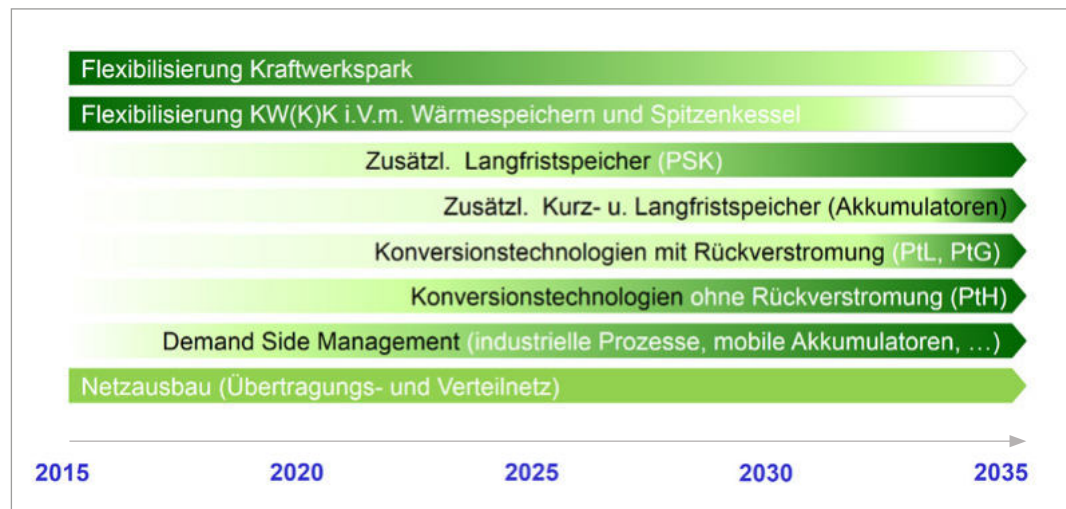 Flexibilisierung Kraftwerkspark
Flexibilisierung KW(K)K i.V.m. Wärmespeichern und Spitzenkessel
Zusätzl. Langfristspeicher (PSK)
Zusätzl. Kurz- u. Langfristspeicher (Akkumulatoren)
Konversionstechnologien mit Rückverstromung (PtL, PtG)
Konversionstechnologien ohne Rückverstromung (PtH)
Demand Side Management (industrielle Prozesse, mobile Akkumulatoren, …)
Netzausbau (Übertragungs- und Verteilnetz)
2015 2020 2025 2030 2035